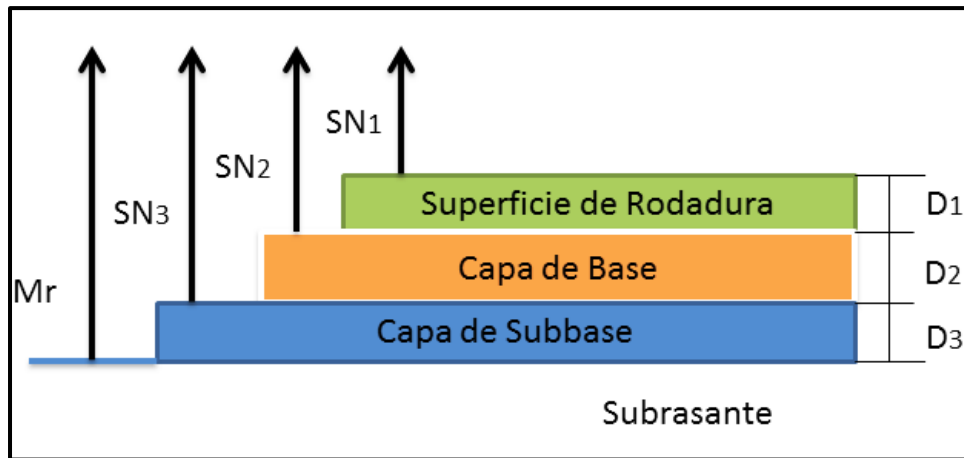 SN1
SN2
SN3
Mr
Superficie de Rodadura
Capa de Base
Capa de Subbase
Subrasante
D1
D2
D3